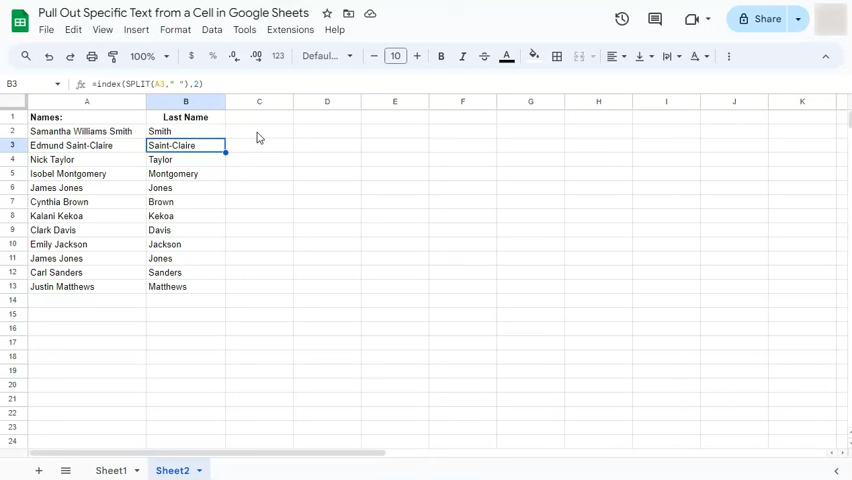 Pull Out Specific Text from a Cell in Google Sheets
File Edit View Insert Format Data Tools Extensions Help
Share
100% $ % .0 .00 123 Defaul... 10 B I A
B3 =index(SPLIT(A3," "),2)
A B C D E F G H I J K
1 Names: Last Name
2 Samantha Williams Smith Smith
3 Edmund Saint-Claire Saint-Claire
4 Nick Taylor Taylor
5 Isobel Montgomery Montgomery
6 James Jones Jones
7 Cynthia Brown Brown
8 Kalani Kekoa Kekoa
9 Clark Davis Davis
10 Emily Jackson Jackson
11 James Jones Jones
12 Carl Sanders Sanders
13 Justin Matthews Matthews
14
15
16
17
18
19
20
21
22
23
24
Sheet1 Sheet2